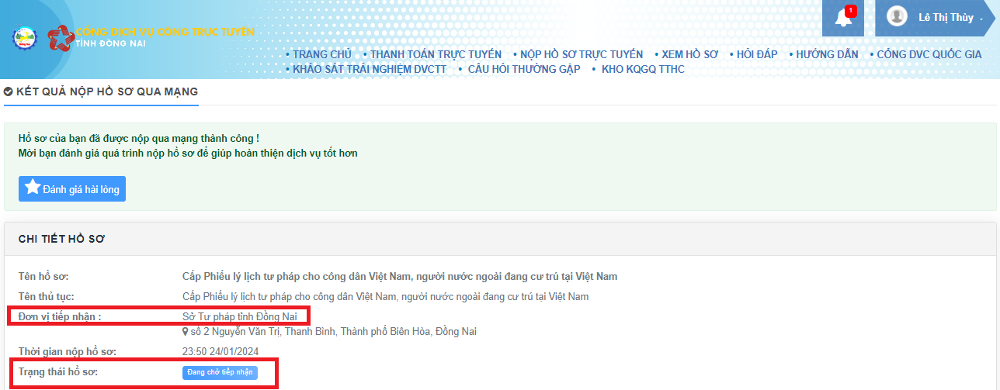 1
Lê Thị Thùy
CỔNG DỊCH VỤ CÔNG TRỰC TUYẾN
TỈNH ĐỒNG NAI
• TRANG CHỦ • THANH TOÁN TRỰC TUYẾN • NỘP HỒ SƠ TRỰC TUYẾN • XEM HỒ SƠ • HỎI ĐÁP • HƯỚNG DẪN • CỔNG DVC QUỐC GIA
• KHẢO SÁT TRẢI NGHIỆM DVCTT • CÂU HỎI THƯỜNG GẶP • KHO KQGQ TTHC
KẾT QUẢ NỘP HỒ SƠ QUA MẠNG
Hồ sơ của bạn đã được nộp qua mạng thành công !
Mời bạn đánh giá quá trình nộp hồ sơ để giúp hoàn thiện dịch vụ tốt hơn
Đánh giá hài lòng
CHI TIẾT HỒ SƠ
Tên hồ sơ: Cấp Phiếu lý lịch tư pháp cho công dân Việt Nam, người nước ngoài đang cư trú tại Việt Nam
Tên thủ tục: Cấp Phiếu lý lịch tư pháp cho công dân Việt Nam, người nước ngoài đang cư trú tại Việt Nam
Đơn vị tiếp nhận : Sở Tư pháp tỉnh Đồng Nai
số 2 Nguyễn Văn Trị, Thanh Bình, Thành phố Biên Hòa, Đồng Nai
Thời gian nộp hồ sơ: 23:50 24/01/2024
Trạng thái hồ sơ: Đang chờ tiếp nhận